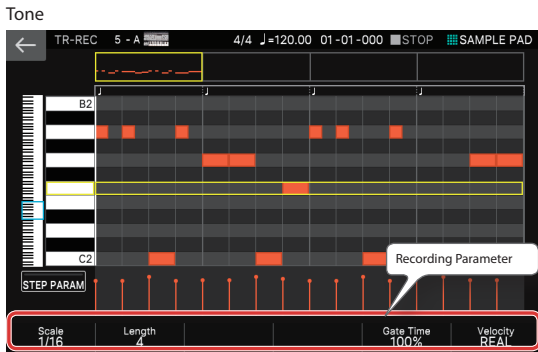 Tone
TR-REC 5 - A 4/4 ♩=120.00 01-01-000 STOP SAMPLE PAD
B2
C2
Recording Parameter
STEP PARAM
Scale Length Gate Time Velocity
1/16 4 100% REAL